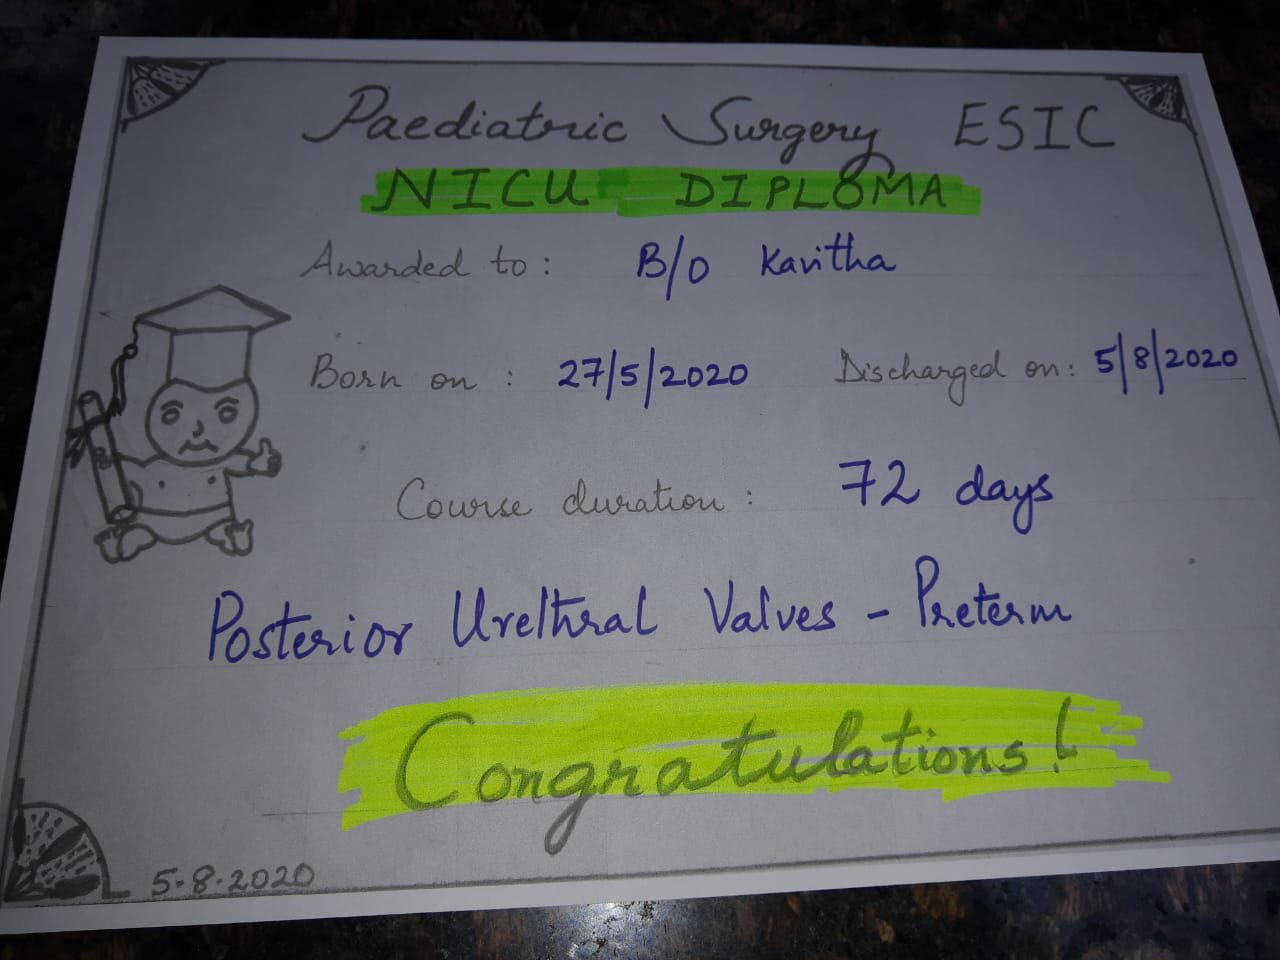 Paediatric Surgery ESIC
NICU DIPLOMA
Awarded to : B/O Kavitha
Born on : 27/5/2020 Discharged on : 5/8/2020
Course duration : 72 days
Posterior Urethral Valves - Preterm
Congratulations!
5-8-2020